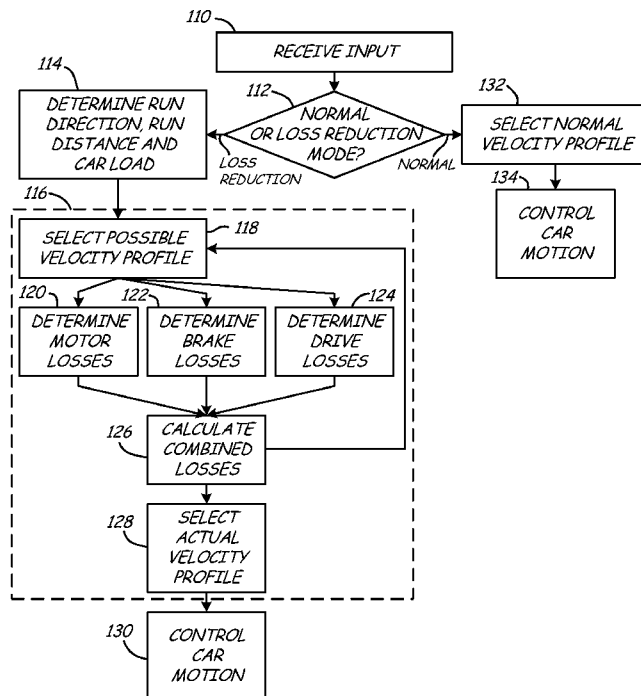 110
RECEIVE INPUT
112
NORMAL
OR LOSS REDUCTION
MODE?
LOSS
REDUCTION
NORMAL
114
DETERMINE RUN
DIRECTION, RUN
DISTANCE AND
CAR LOAD
132
SELECT NORMAL
VELOCITY PROFILE
134
CONTROL
CAR
MOTION
116
SELECT POSSIBLE
VELOCITY PROFILE
118
120
DETERMINE
MOTOR
LOSSES
122
DETERMINE
BRAKE
LOSSES
124
DETERMINE
DRIVE LOSSES
126
CALCULATE
COMBINED
LOSSES
128
SELECT
ACTUAL
VELOCITY
PROFILE
130
CONTROL
CAR
MOTION